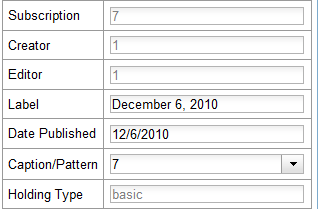 Subscription 7
Creator 1
Editor 1
Label December 6, 2010
Date Published 12/6/2010
Caption/Pattern 7
Holding Type basic